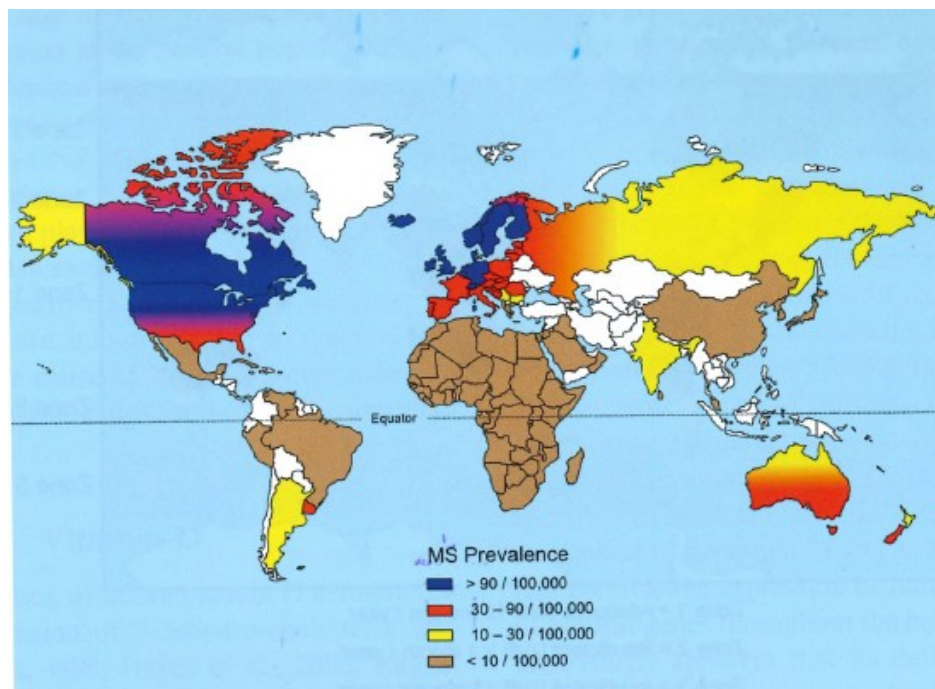 Equator
MS Prevalence
> 90 / 100,000
30 – 90 / 100,000
10 – 30 / 100,000
< 10 / 100,000